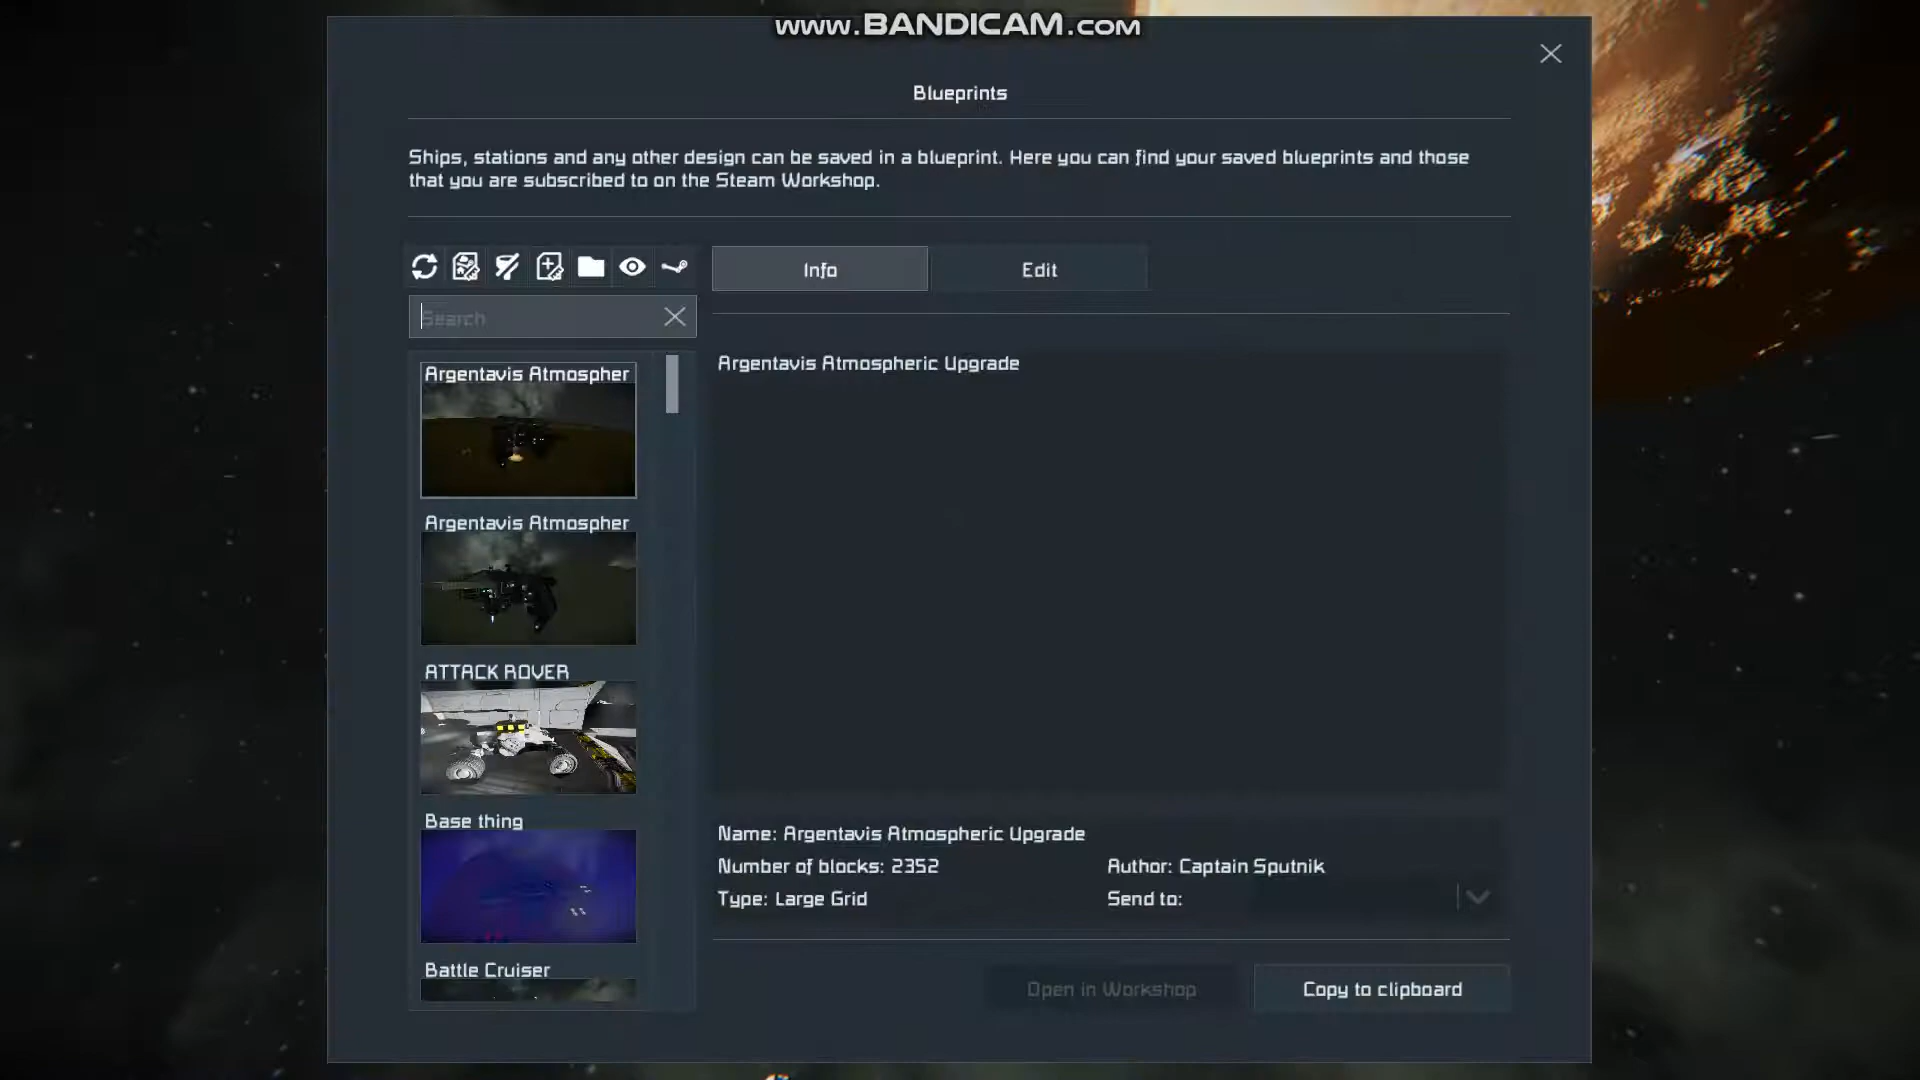 www.BANDICAM.com
Blueprints
Ships, stations and any other design can be saved in a blueprint. Here you can find your saved blueprints and those
that you are subscribed to on the Steam Workshop.
Info
Edit
Search
Argentavis Atmospher
Argentavis Atmospheric Upgrade
Argentavis Atmospher
ATTACK ROVER
Base thing
Battle Cruiser
Name: Argentavis Atmospheric Upgrade
Number of blocks: 2352
Author: Captain Sputnik
Type: Large Grid
Send to:
Open in Workshop
Copy to clipboard